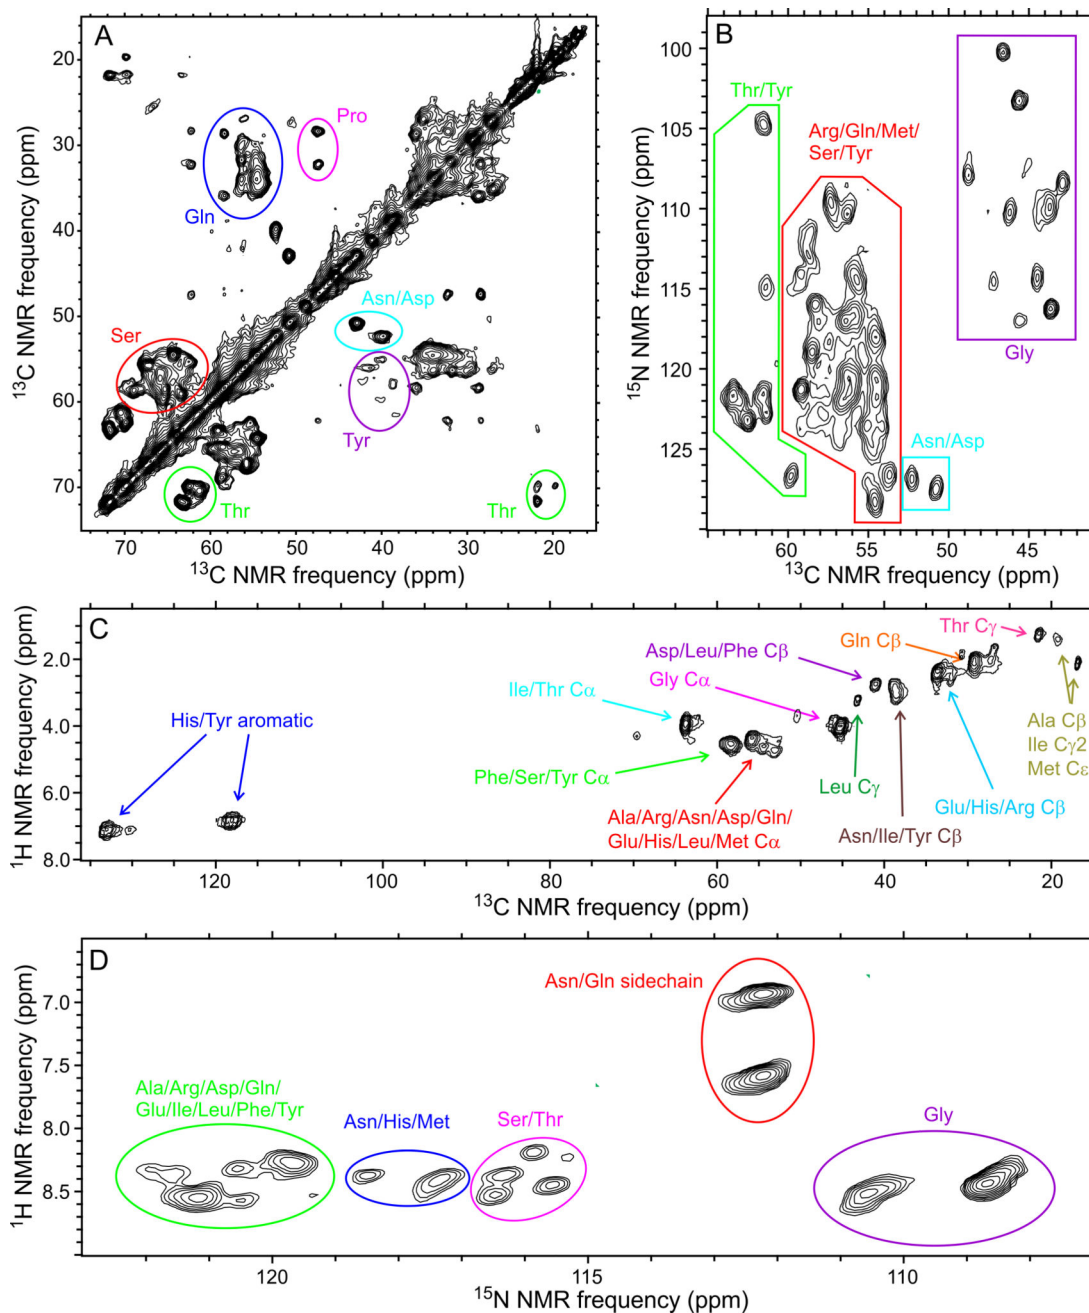 A
20
30
40
50
60
70
13C NMR frequency (ppm)
70
60
50
40
30
20
13C NMR frequency (ppm)
Pro
Gln
Asn/Asp
Ser
Tyr
Thr
Thr
B
100
105
110
115
120
125
15N NMR frequency (ppm)
60
55
50
45
13C NMR frequency (ppm)
Thr/Tyr
Arg/Gln/Met/
Ser/Tyr
Gly
Asn/Asp
C
2.0
4.0
6.0
8.0
1H NMR frequency (ppm)
120
100
80
60
40
20
13C NMR frequency (ppm)
His/Tyr aromatic
Ile/Thr Cα
Phe/Ser/Tyr Cα
Asp/Leu/Phe Cβ
Gly Cα
Ala/Arg/Asn/Asp/Gln/
Glu/His/Leu/Met Cα
Gln Cβ
Thr Cγ
Leu Cγ
Asn/Ile/Tyr Cβ
Glu/His/Arg Cβ
Ala Cβ
Ile Cγ2
Met Cε
D
7.0
7.5
8.0
8.5
1H NMR frequency (ppm)
120
115
110
15N NMR frequency (ppm)
Ala/Arg/Asp/Gln/
Glu/Ile/Leu/Phe/Tyr
Asn/His/Met
Ser/Thr
Asn/Gln sidechain
Gly